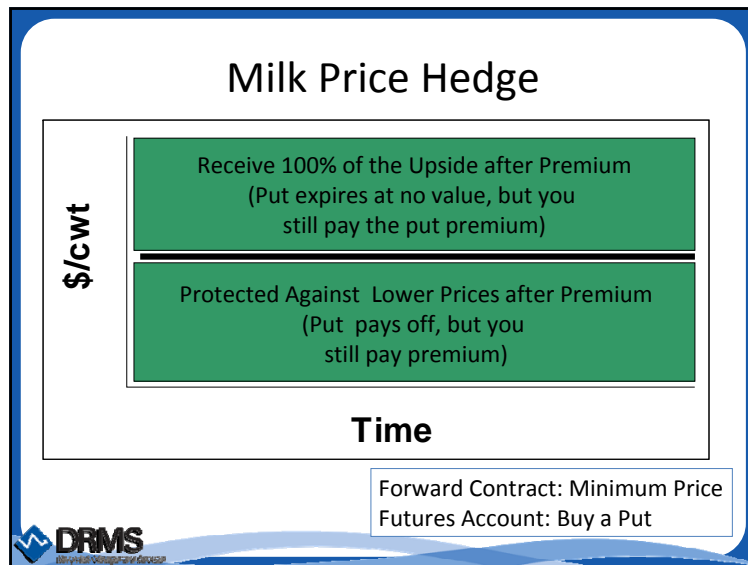 Milk Price Hedge
$/cwt
Receive 100% of the Upside after Premium
(Put expires at no value, but you
still pay the put premium)
Protected Against Lower Prices after Premium
(Put pays off, but you
still pay premium)
Time
Forward Contract: Minimum Price
Futures Account: Buy a Put
DRMS